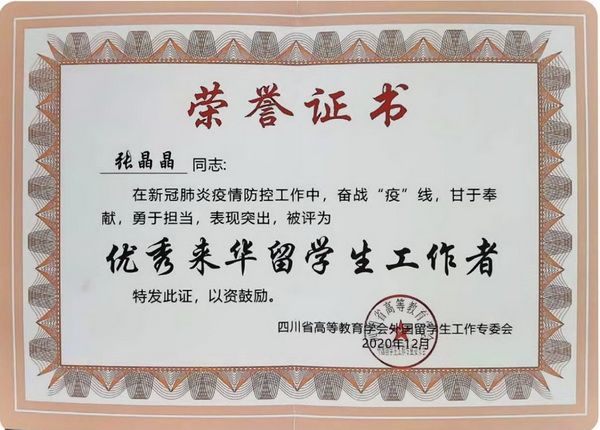 荣誉证书
张晶晶 同志:
在新冠肺炎疫情防控工作中，奋战“疫”线，甘于奉
献，勇于担当，表现突出，被评为
优秀来华留学生工作者
特发此证，以资鼓励。
四川省高等教育学会外国留学生工作专委会
2020年12月